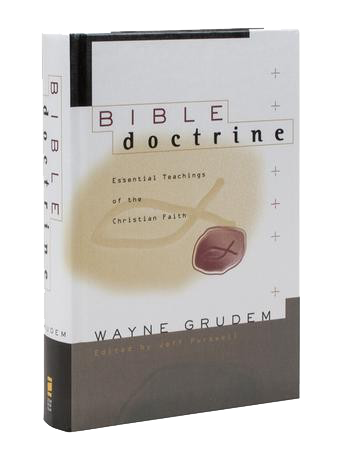 BIBLE
doctrine
Essential Teachings
of the
Christian Faith
WAYNE GRUDEM
Edited by Jeff Purswell
BIBLE
doctrine
GRUDEM